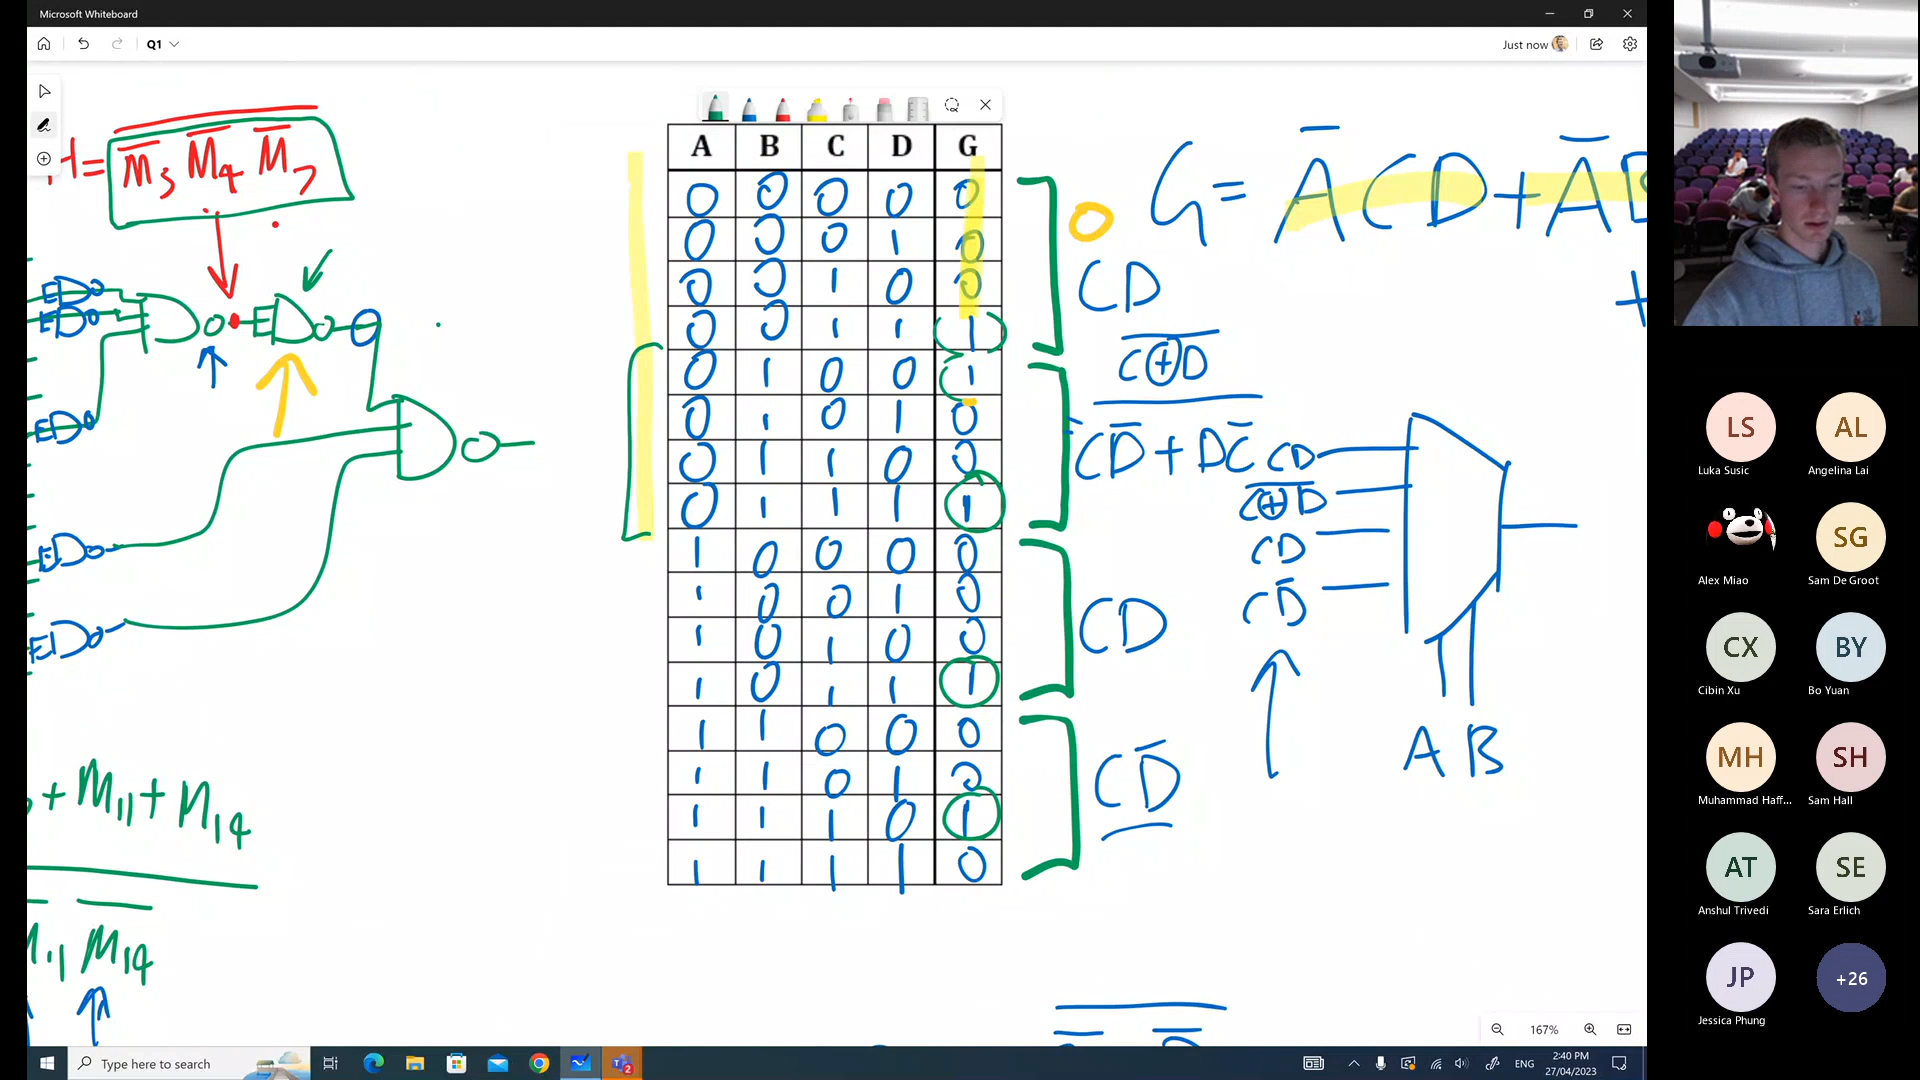 Microsoft Whiteboard
Q1
Just now
H = M̅3 M̅4 M̅7
+ M11 + M14
M11 M̅14
A B C D G
0 0 0 0 0
0 0 0 1 0
0 0 1 0 0
0 0 1 1 1
0 1 0 0 1
0 1 0 1 0
0 1 1 0 0
0 1 1 1 1
1 0 0 0 0
1 0 0 1 0
1 0 1 0 0
1 0 1 1 1
1 1 0 0 0
1 1 0 1 0
1 1 1 0 1
1 1 1 1 0
G = A̅CD + A̅B
+
CD
C⊕D
CD̅ + DC̅
CD
C⊕D
CD
CD̅
CD
CD̅
A B
167%
LS
Luka Susic
AL
Angelina Lai
Alex Miao
SG
Sam De Groot
CX
Cibin Xu
BY
Bo Yuan
MH
Muhammad Haff...
SH
Sam Hall
AT
Anshul Trivedi
SE
Sara Erlich
JP
Jessica Phung
+26
Type here to search
2
ENG
2:40 PM
27/04/2023